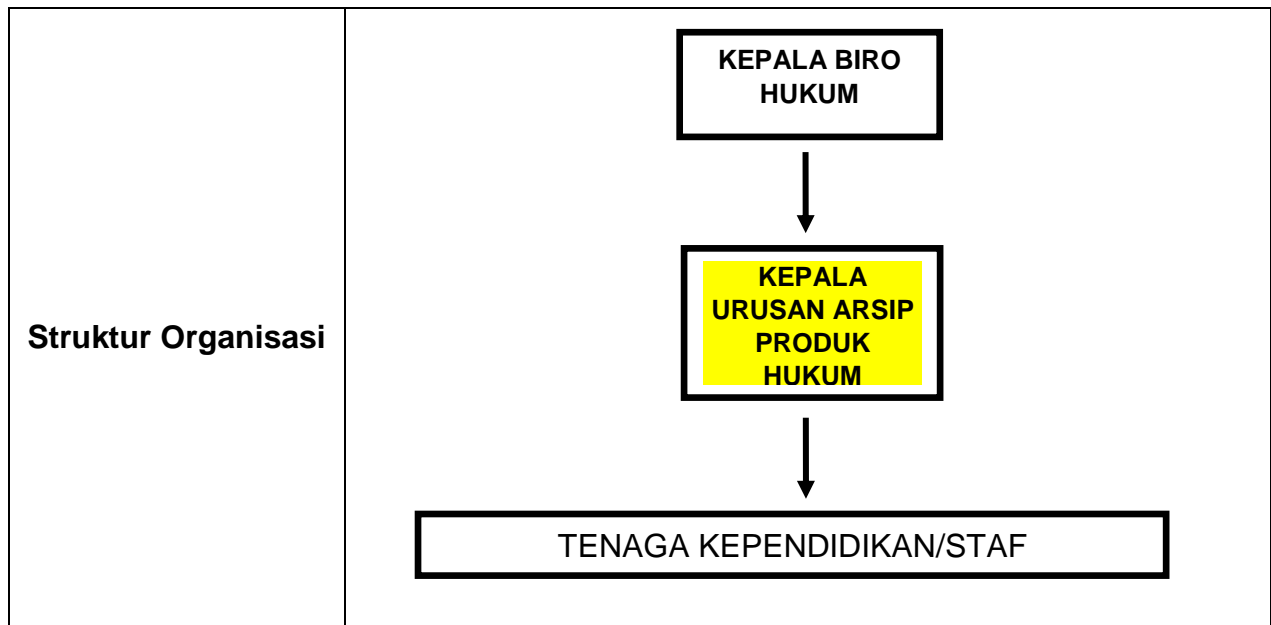 KEPALA BIRO
HUKUM
KEPALA
URUSAN ARSIP
PRODUK
HUKUM
Struktur Organisasi
TENAGA KEPENDIDIKAN/STAF